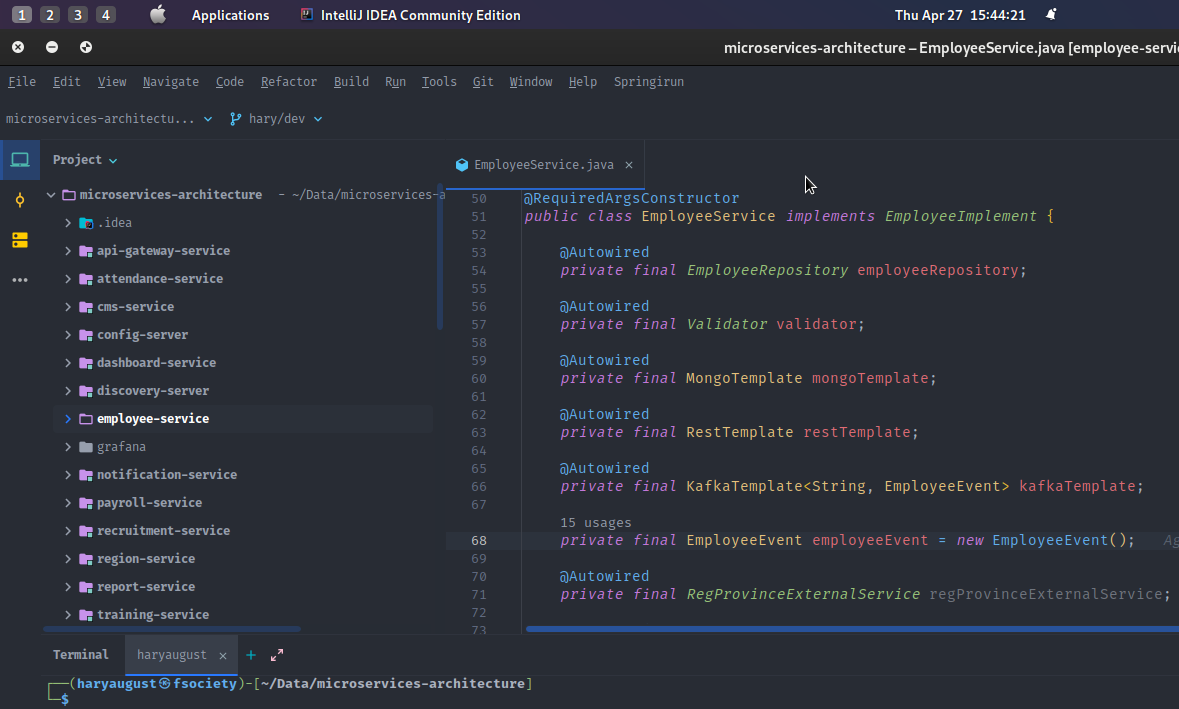 1 2 3 4 Applications IntelliJ IDEA Community Edition Thu Apr 27 15:44:21
microservices-architecture – EmployeeService.java [employee-servi
File Edit View Navigate Code Refactor Build Run Tools Git Window Help Springirun
microservices-architectu... hary/dev
Project
EmployeeService.java
microservices-architecture – ~/Data/microservices-a
.idea
api-gateway-service
attendance-service
cms-service
config-server
dashboard-service
discovery-server
employee-service
grafana
notification-service
payroll-service
recruitment-service
region-service
report-service
training-service
50 @RequiredArgsConstructor
51 public class EmployeeService implements EmployeeImplement {
52
53 @Autowired
54 private final EmployeeRepository employeeRepository;
55
56 @Autowired
57 private final Validator validator;
58
59 @Autowired
60 private final MongoTemplate mongoTemplate;
61
62 @Autowired
63 private final RestTemplate restTemplate;
64
65 @Autowired
66 private final KafkaTemplate<String, EmployeeEvent> kafkaTemplate;
67
15 usages
68 private final EmployeeEvent employeeEvent = new EmployeeEvent();
69
70 @Autowired
71 private final RegProvinceExternalService regProvinceExternalService;
72
73
Terminal haryaugust
(haryaugust㉿fsociety)-[~/Data/microservices-architecture]
$